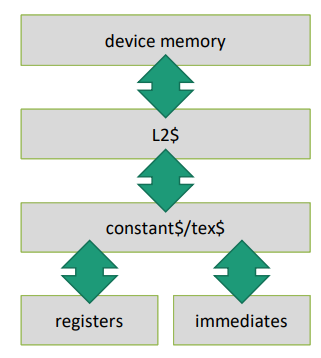 device memory
L2$
constant$/tex$
registers
immediates